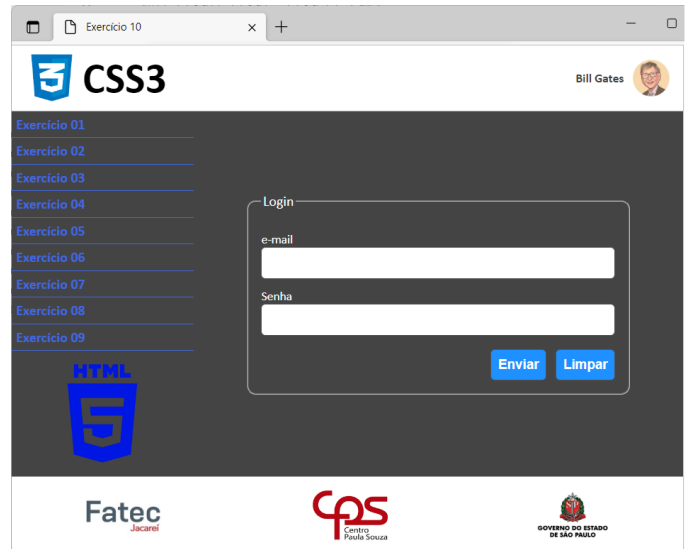 Exercício 10
CSS3
Bill Gates
Exercício 01
Exercício 02
Exercício 03
Exercício 04
Exercício 05
Exercício 06
Exercício 07
Exercício 08
Exercício 09
HTML
5
Login
e-mail
Senha
Enviar
Limpar
Fatec
Jacareí
CPS
Centro
Paula Souza
GOVERNO DO ESTADO
DE SÃO PAULO